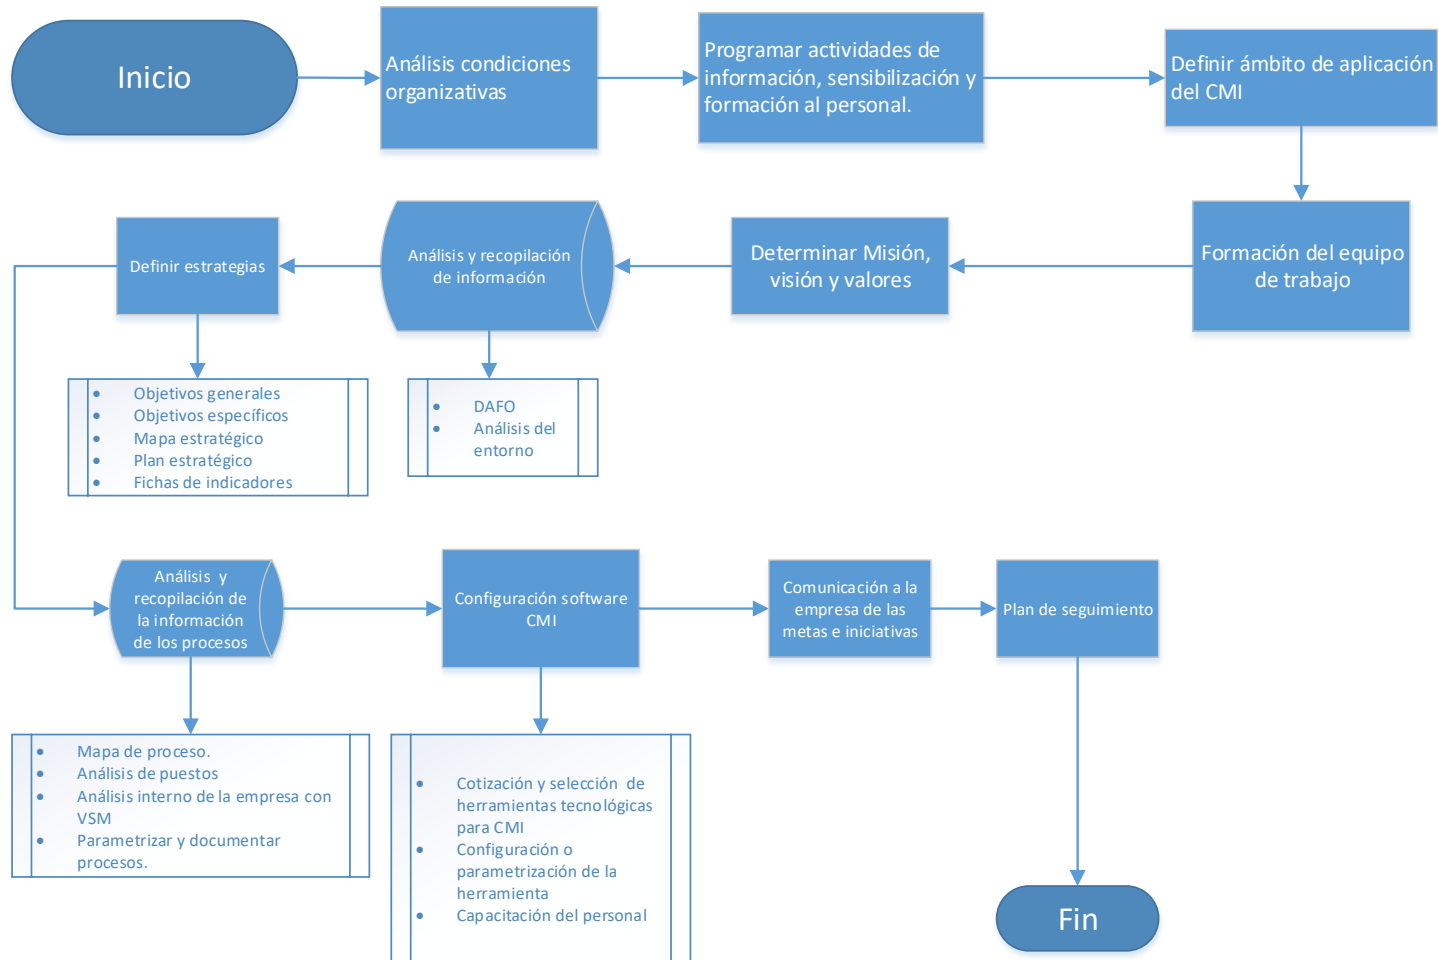 Inicio
Análisis condiciones
organizativas
Programar actividades de
información, sensibilización y
formación al personal.
Definir ámbito de aplicación
del CMI
Formación del equipo
de trabajo
Determinar Misión,
visión y valores
Análisis y recopilación
de información
Definir estrategias
• Objetivos generales
• Objetivos específicos
• Mapa estratégico
• Plan estratégico
• Fichas de indicadores
• DAFO
• Análisis del
entorno
Análisis y
recopilación de
la información
de los procesos
Configuración software
CMI
Comunicación a la
empresa de las
metas e iniciativas
Plan de seguimiento
• Mapa de proceso.
• Análisis de puestos
• Análisis interno de la empresa con
VSM
• Parametrizar y documentar
procesos.
• Cotización y selección de
herramientas tecnológicas
para CMI
• Configuración o
parametrización de la
herramienta
• Capacitación del personal
Fin